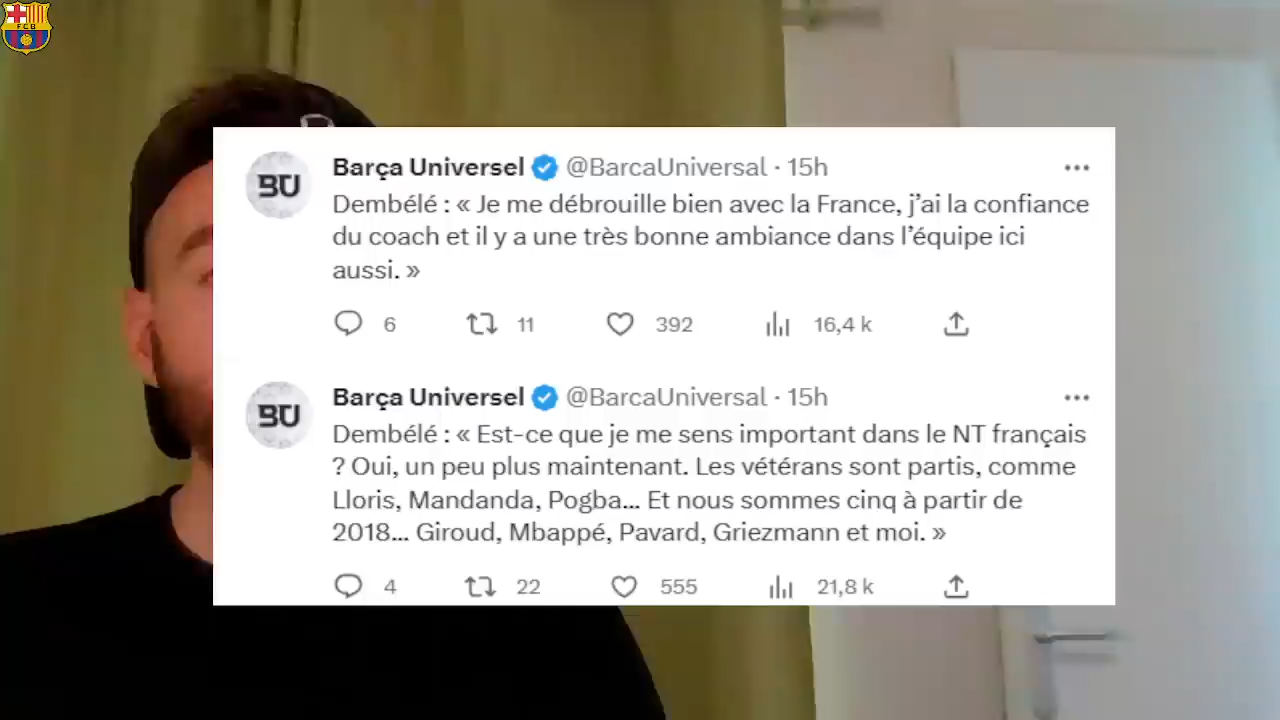 FCB
Barça Universel @BarcaUniversal · 15h
BU
Dembélé : « Je me débrouille bien avec la France, j’ai la confiance
du coach et il y a une très bonne ambiance dans l’équipe ici
aussi. »
6 11 392 16,4 k
Barça Universel @BarcaUniversal · 15h
BU
Dembélé : « Est-ce que je me sens important dans le NT français
? Oui, un peu plus maintenant. Les vétérans sont partis, comme
Lloris, Mandanda, Pogba... Et nous sommes cinq à partir de
2018... Giroud, Mbappé, Pavard, Griezmann et moi. »
4 22 555 21,8 k